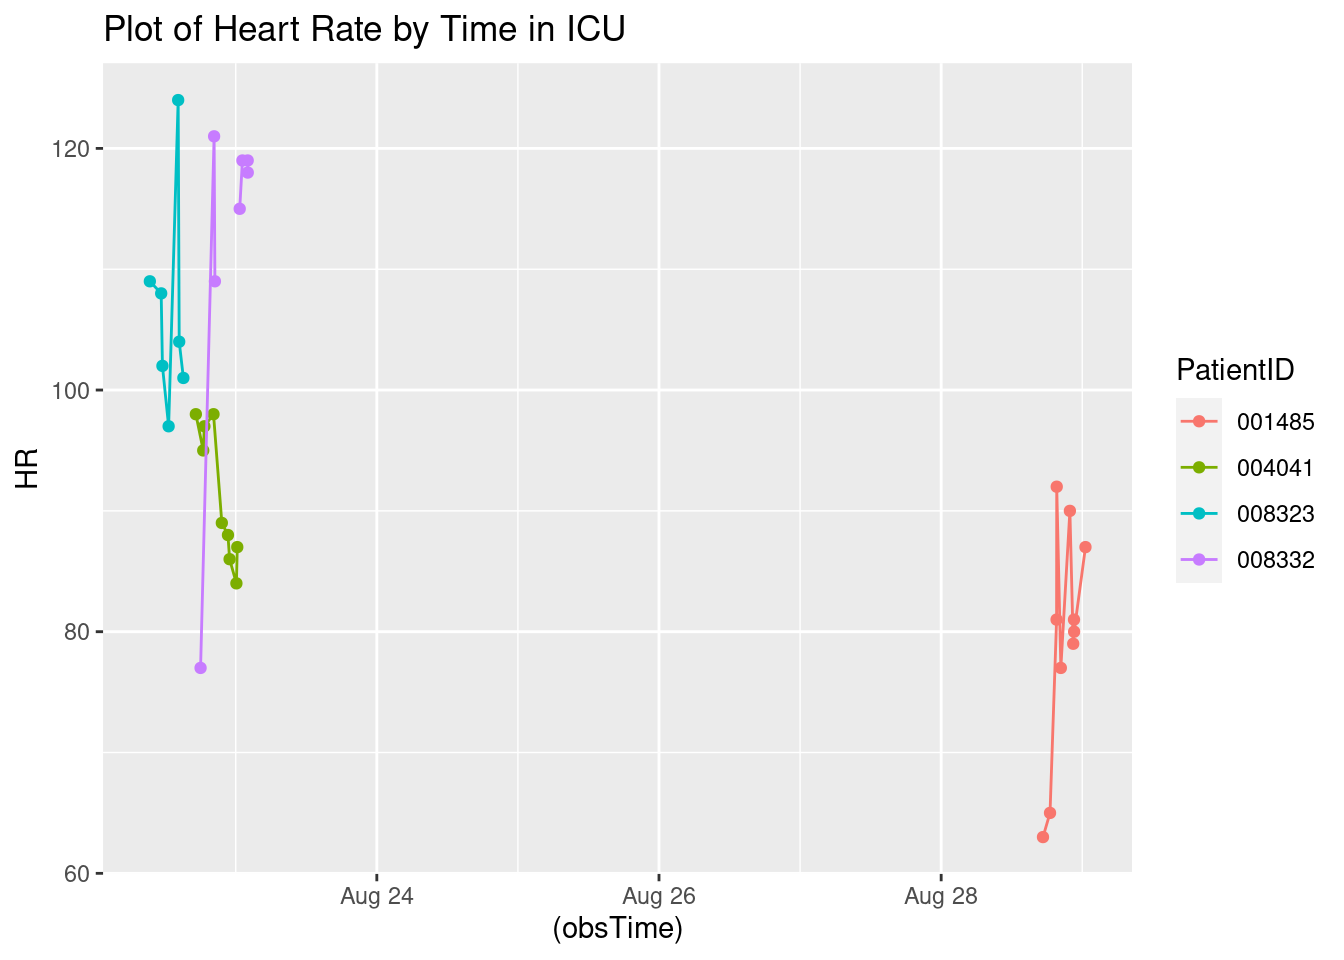 Plot of Heart Rate by Time in ICU
120
100
80
60
HR
Aug 24
Aug 26
Aug 28
(obsTime)
PatientID
001485
004041
008323
008332